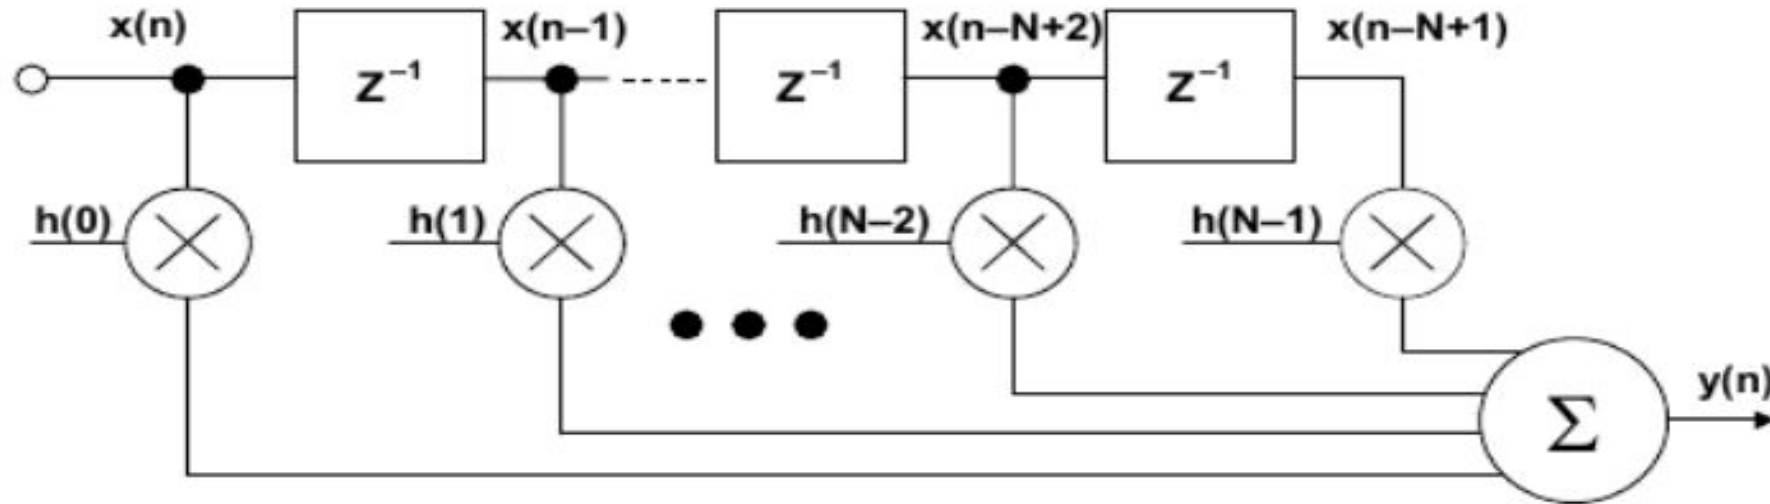 x(n) x(n–1) x(n–N+2) x(n–N+1)
Z⁻¹ Z⁻¹ Z⁻¹
h(0) h(1) h(N–2) h(N–1)
y(n)
Σ